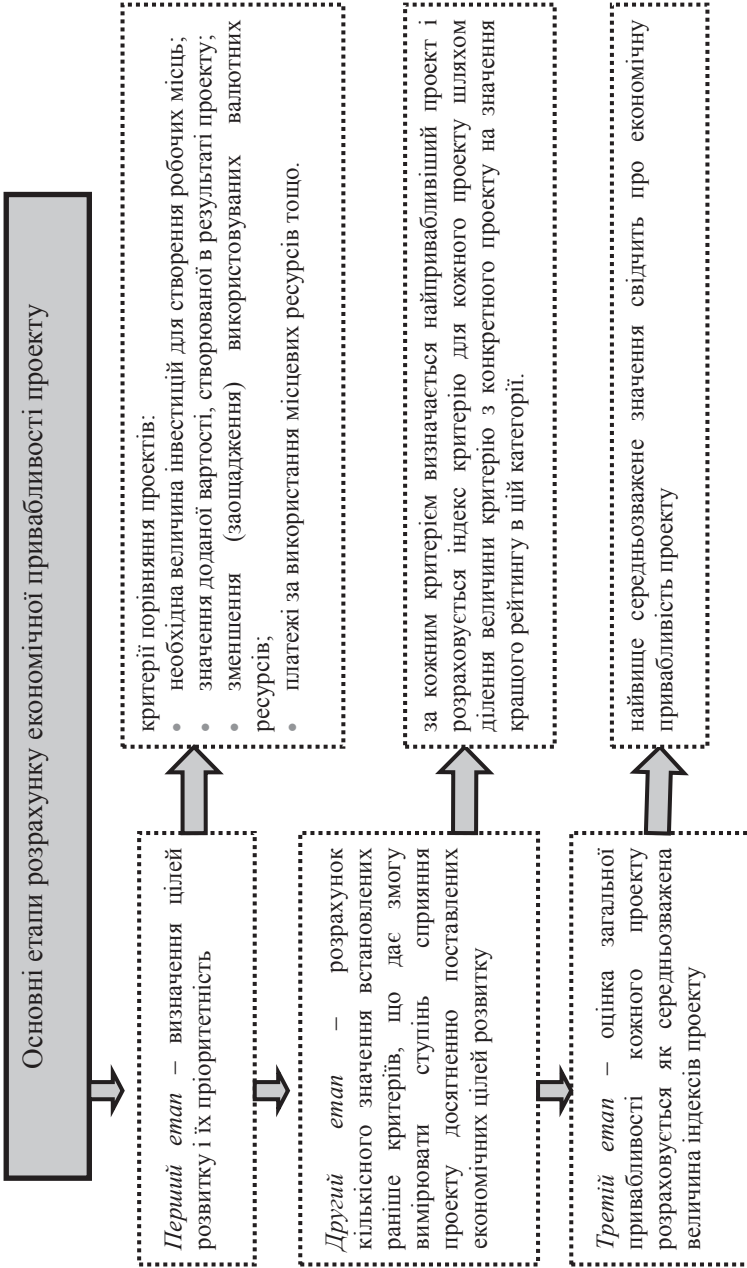 Основні етапи розрахунку економічної привабливості проекту
Перший етап – визначення цілей
розвитку і їх пріоритетність
критерії порівняння проектів:
• необхідна величина інвестицій для створення робочих місць;
• значення доданої вартості, створюваної в результаті проекту;
• зменшення (заощадження) використовуваних валютних
ресурсів;
• платежі за використання місцевих ресурсів тощо.
Другий етап – розрахунок
кількісного значення встановлених
раніше критеріїв, що дає змогу
вимірювати ступінь сприяння
проекту досягненню поставлених
економічних цілей розвитку
за кожним критерієм визначається найпривабливіший проект і
розраховується індекс критерію для кожного проекту шляхом
ділення величини критерію з конкретного проекту на значення
кращого рейтингу в цій категорії.
Третій етап – оцінка загальної
привабливості кожного проекту
розраховується як середньозважена
величина індексів проекту
найвище середньозважене значення свідчить про економічну
привабливість проекту